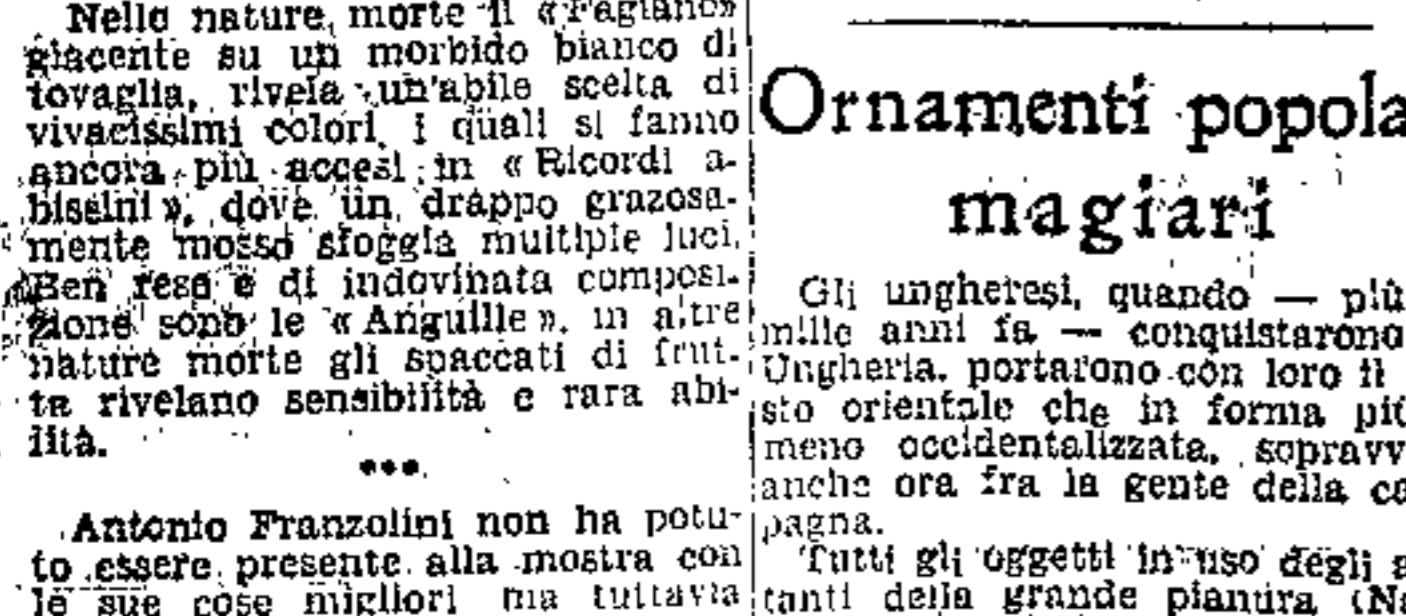 Nelle nature morte il «Fagiano»
giacente su un morbido bianco di
tovaglia, rivela un'abile scelta di
vivacissimi colori, i quali si fanno
ancora più accesi in «Ricordi a-
bissini», dove un drappo grazosa-
mente mosso sfoggia multiple luci.
Ben rese e di indovinata composi-
zione sono le «Anguille», in altre
nature morte gli spaccati di frut-
ta rivelano sensibilità e rara abi-
lità.
•••
Antonio Franzolini non ha potu-
to essere presente alla mostra con
le sue cose migliori ma tuttavia
Ornamenti popola
magiari
Gli ungheresi, quando — più
mille anni fa — conquistarono
Ungheria, portarono con loro il
sto orientale che in forma più
meno occidentalizzata, sopravv
anche ora fra la gente della ca
pagna.
Tutti gli oggetti in uso degli a
tanti della grande pianura (No